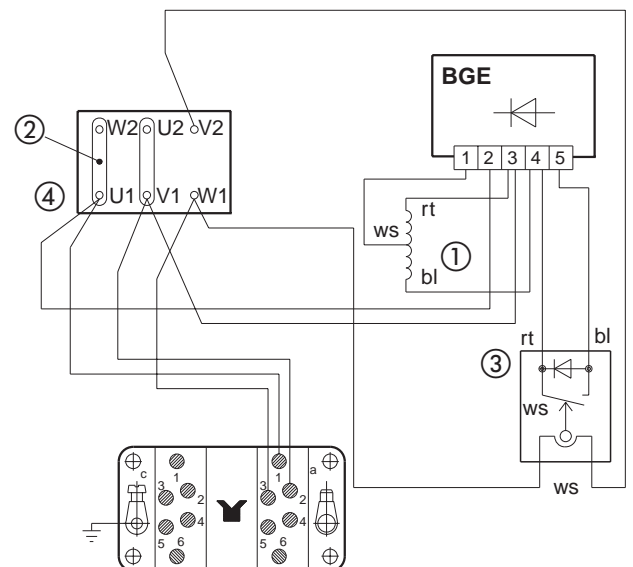 BGE
② W2 U2 V2
1 2 3 4 5
④ U1 V1 W1
rt
ws
①
bl
rt bl
③
ws
ws
c 1 1 a
3 2 3 2
4 4
5 6 5 6